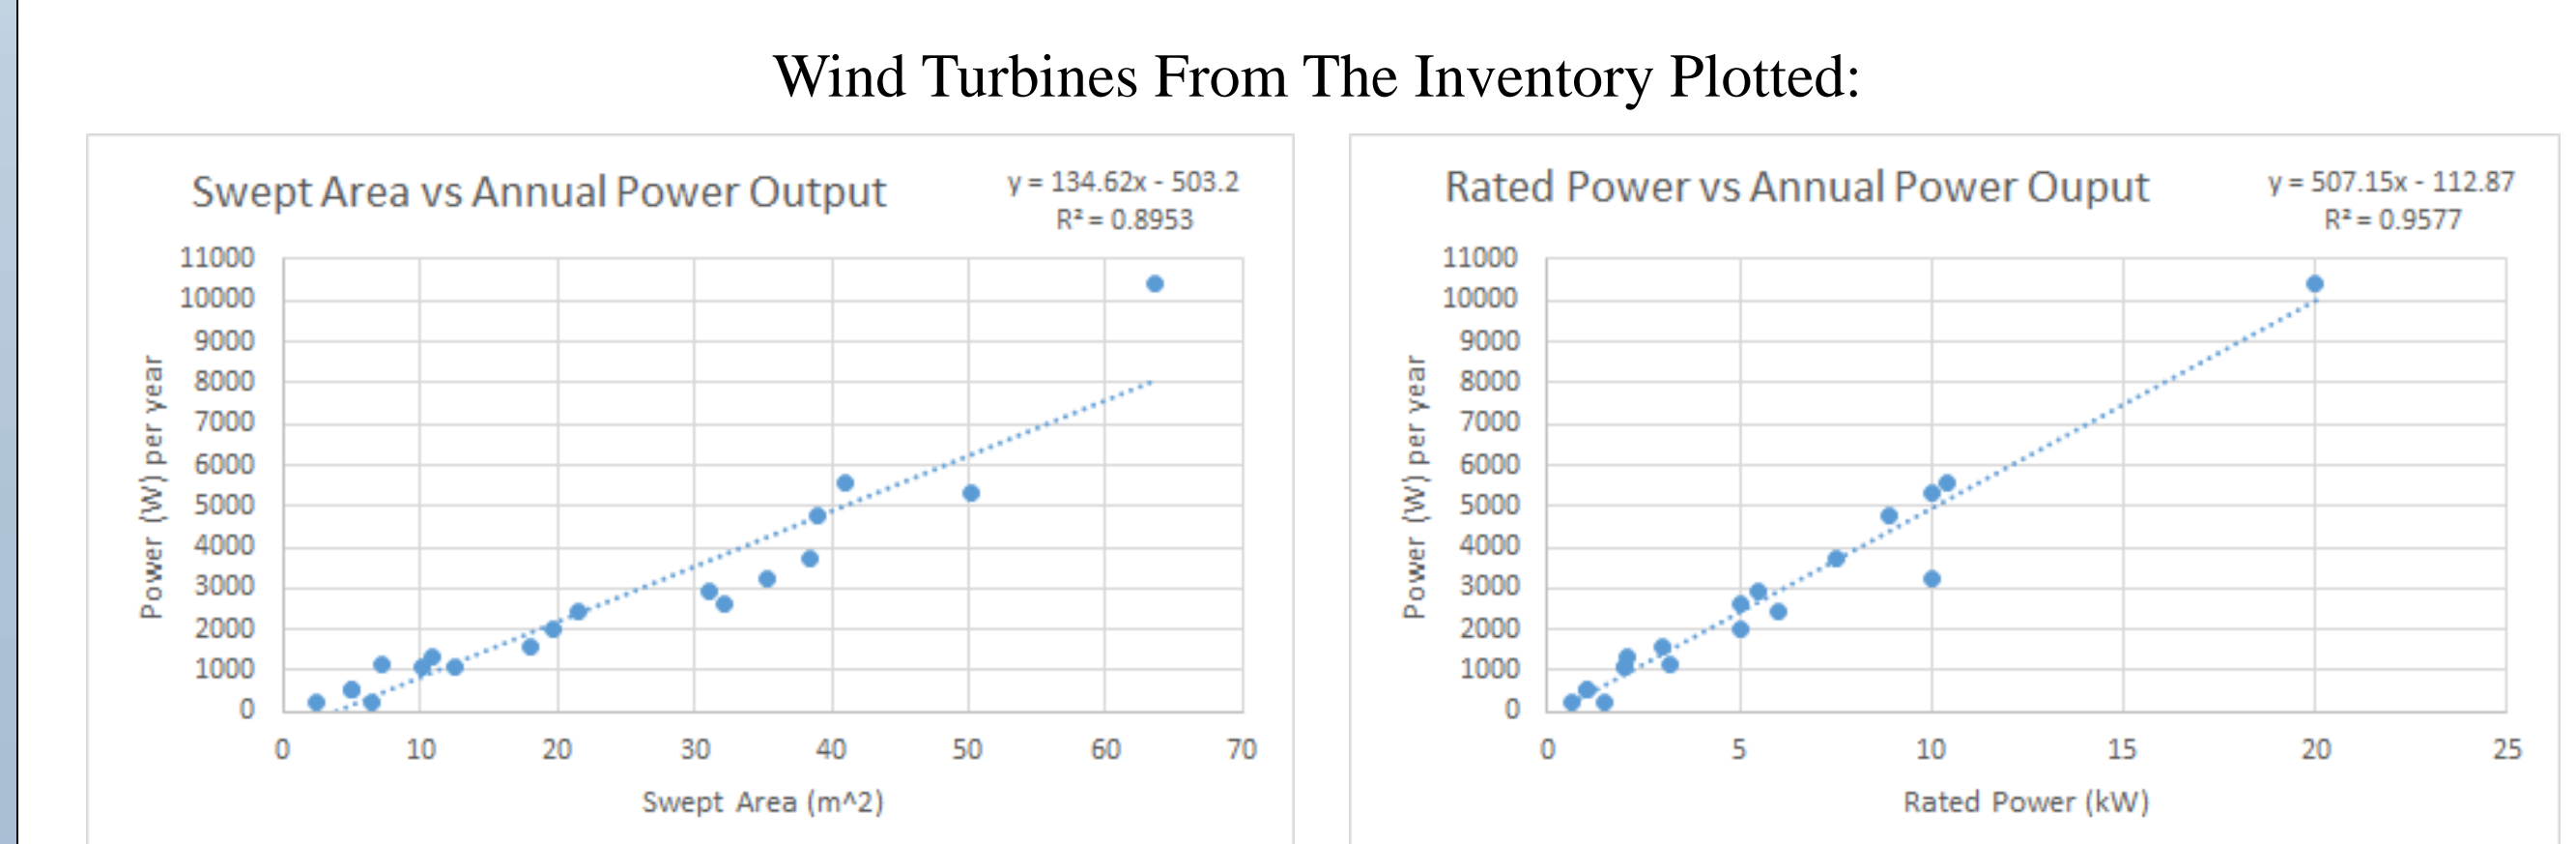 Wind Turbines From The Inventory Plotted:
Swept Area vs Annual Power Output
y = 134.62x - 503.2
R² = 0.8953
11000
10000
9000
8000
7000
6000
5000
4000
3000
2000
1000
0
Power (W) per year
0 10 20 30 40 50 60 70
Swept Area (m^2)
Rated Power vs Annual Power Ouput
y = 507.15x - 112.87
R² = 0.9577
11000
10000
9000
8000
7000
6000
5000
4000
3000
2000
1000
0
Power (W) per year
0 5 10 15 20 25
Rated Power (kW)